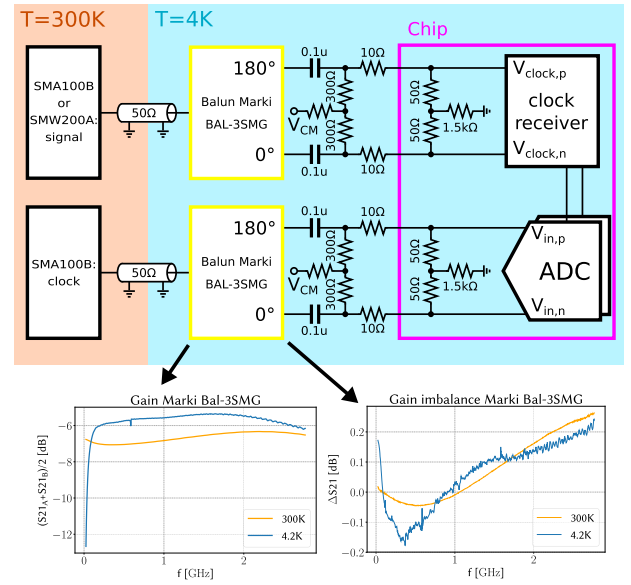 T=300K
T=4K
Chip
SMA100B
or
SMW200A:
signal
50Ω
180°
Balun Marki
BAL-3SMG
0°
0.1u
10Ω
300Ω
300Ω
V_CM
50Ω
50Ω
1.5kΩ
0.1u
10Ω
V_clock,p
clock
receiver
V_clock,n
SMA100B:
clock
50Ω
180°
Balun Marki
BAL-3SMG
0°
0.1u
10Ω
300Ω
300Ω
V_CM
50Ω
50Ω
1.5kΩ
0.1u
10Ω
V_in,p
ADC
V_in,n
Gain Marki Bal-3SMG
(S21_A+S21_B)/2 [dB]
−6
−8
−10
−12
0
1
2
f [GHz]
300K
4.2K
Gain imbalance Marki Bal-3SMG
ΔS21 [dB]
0.2
0.1
0.0
−0.1
−0.2
0
1
2
f [GHz]
300K
4.2K